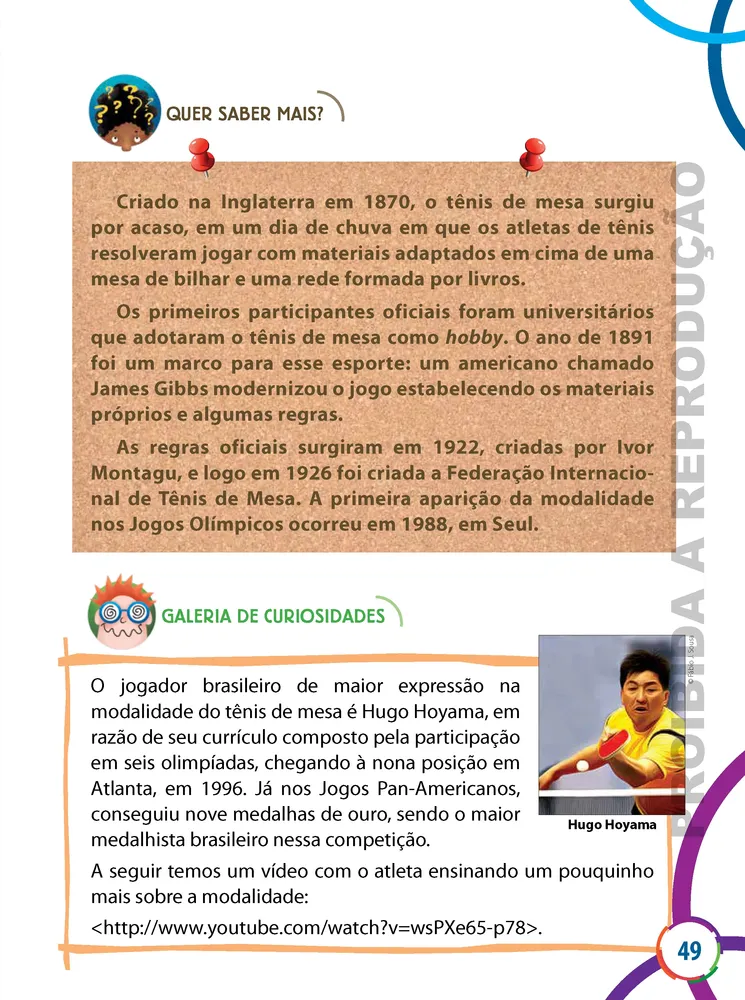 QUER SABER MAIS?
Criado na Inglaterra em 1870, o tênis de mesa surgiu
por acaso, em um dia de chuva em que os atletas de tênis
resolveram jogar com materiais adaptados em cima de uma
mesa de bilhar e uma rede formada por livros.
Os primeiros participantes oficiais foram universitários
que adotaram o tênis de mesa como hobby. O ano de 1891
foi um marco para esse esporte: um americano chamado
James Gibbs modernizou o jogo estabelecendo os materiais
próprios e algumas regras.
As regras oficiais surgiram em 1922, criadas por Ivor
Montagu, e logo em 1926 foi criada a Federação Internacio-
nal de Tênis de Mesa. A primeira aparição da modalidade
nos Jogos Olímpicos ocorreu em 1988, em Seul.
GALERIA DE CURIOSIDADES
O jogador brasileiro de maior expressão na
modalidade do tênis de mesa é Hugo Hoyama, em
razão de seu currículo composto pela participação
em seis olimpíadas, chegando à nona posição em
Atlanta, em 1996. Já nos Jogos Pan-Americanos,
conseguiu nove medalhas de ouro, sendo o maior
medalhista brasileiro nessa competição.
© Fábio J. Sousa
Hugo Hoyama
A seguir temos um vídeo com o atleta ensinando um pouquinho
mais sobre a modalidade:
<http://www.youtube.com/watch?v=wsPXe65-p78>.
PROIBIDA A REPRODUÇÃO
49